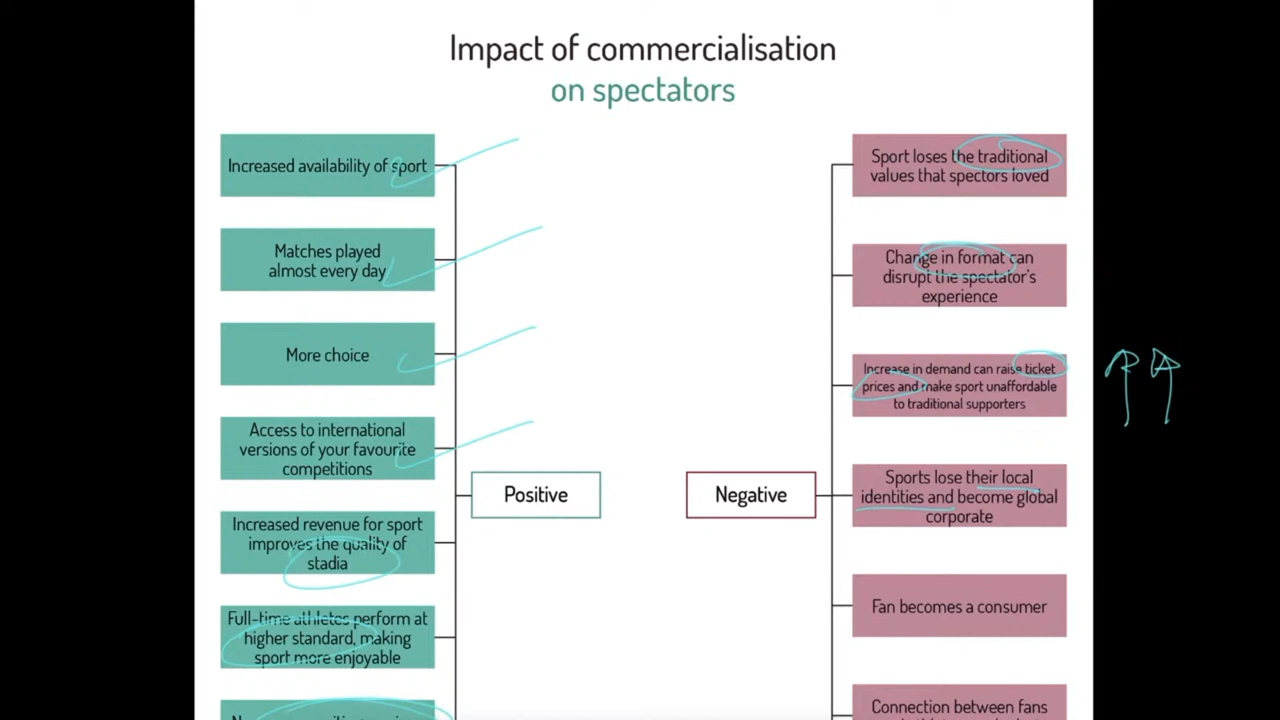 Impact of commercialisation
on spectators
Increased availability of sport
Matches played
almost every day
More choice
Access to international
versions of your favourite
competitions
Increased revenue for sport
improves the quality of
stadia
Full-time athletes perform at
higher standard, making
sport more enjoyable
Positive
Negative
Sport loses the traditional
values that spectors loved
Change in format can
disrupt the spectator's
experience
Increase in demand can raise ticket
prices and make sport unaffordable
to traditional supporters
Sports lose their local
identities and become global
corporate
Fan becomes a consumer
Connection between fans